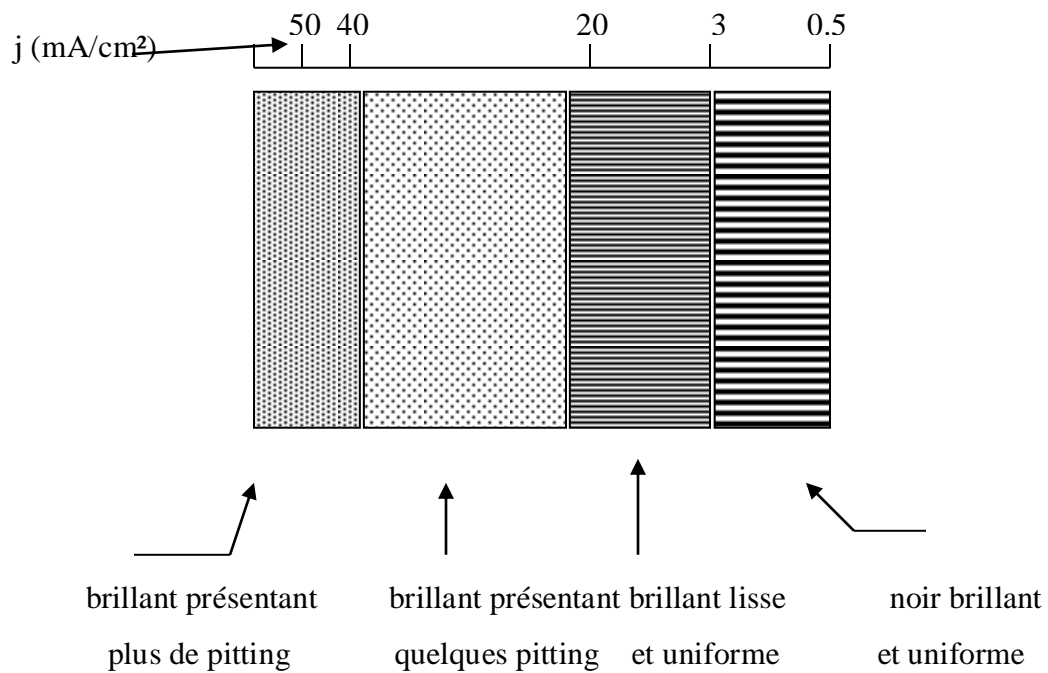 50 40 20 3 0.5
j (mA/cm²)
brillant présentant brillant présentant brillant lisse noir brillant
plus de pitting quelques pitting et uniforme et uniforme